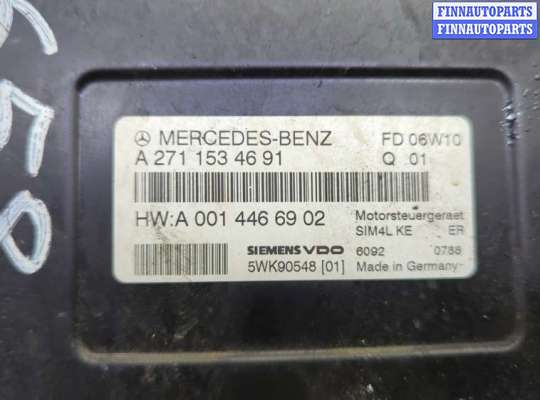 FINNAUTOPARTS
FINNAUTOPARTS
FINNAUTOPARTS
MERCEDES-BENZ FD 06W10
A 271 153 46 91 Q 01
HW:A 001 446 69 02 Motorsteuergeraet
SIM4L KE ER
SIEMENS VDO 6092 0788
5WK90548 [01] Made in Germany